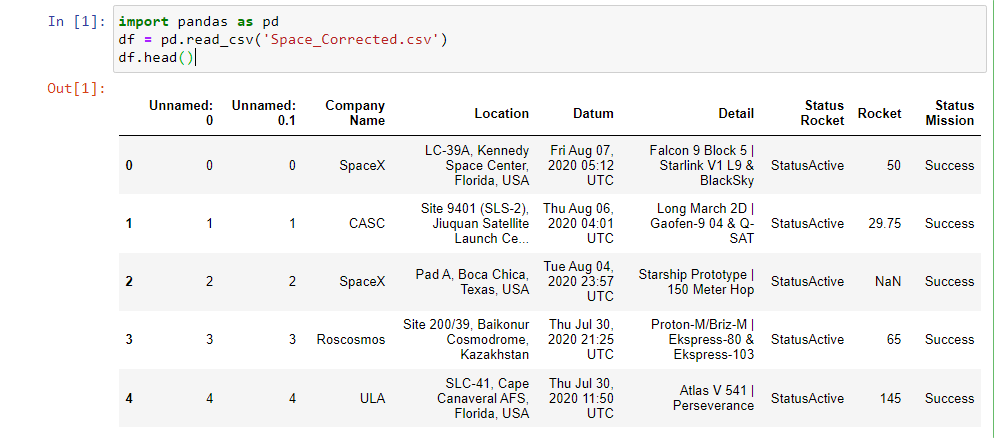 In [1]: import pandas as pd
df = pd.read_csv('Space_Corrected.csv')
df.head()
Out[1]:
Unnamed: 0 Unnamed: 0.1 Company Name Location Datum Detail Status Rocket Rocket Status Mission
0 0 0 SpaceX LC-39A, Kennedy Space Center, Florida, USA Fri Aug 07, 2020 05:12 UTC Falcon 9 Block 5 | Starlink V1 L9 & BlackSky StatusActive 50 Success
1 1 1 CASC Site 9401 (SLS-2), Jiuquan Satellite Launch Ce... Thu Aug 06, 2020 04:01 UTC Long March 2D | Gaofen-9 04 & Q-SAT StatusActive 29.75 Success
2 2 2 SpaceX Pad A, Boca Chica, Texas, USA Tue Aug 04, 2020 23:57 UTC Starship Prototype | 150 Meter Hop StatusActive NaN Success
3 3 3 Roscosmos Site 200/39, Baikonur Cosmodrome, Kazakhstan Thu Jul 30, 2020 21:25 UTC Proton-M/Briz-M | Ekspress-80 & Ekspress-103 StatusActive 65 Success
4 4 4 ULA SLC-41, Cape Canaveral AFS, Florida, USA Thu Jul 30, 2020 11:50 UTC Atlas V 541 | Perseverance StatusActive 145 Success